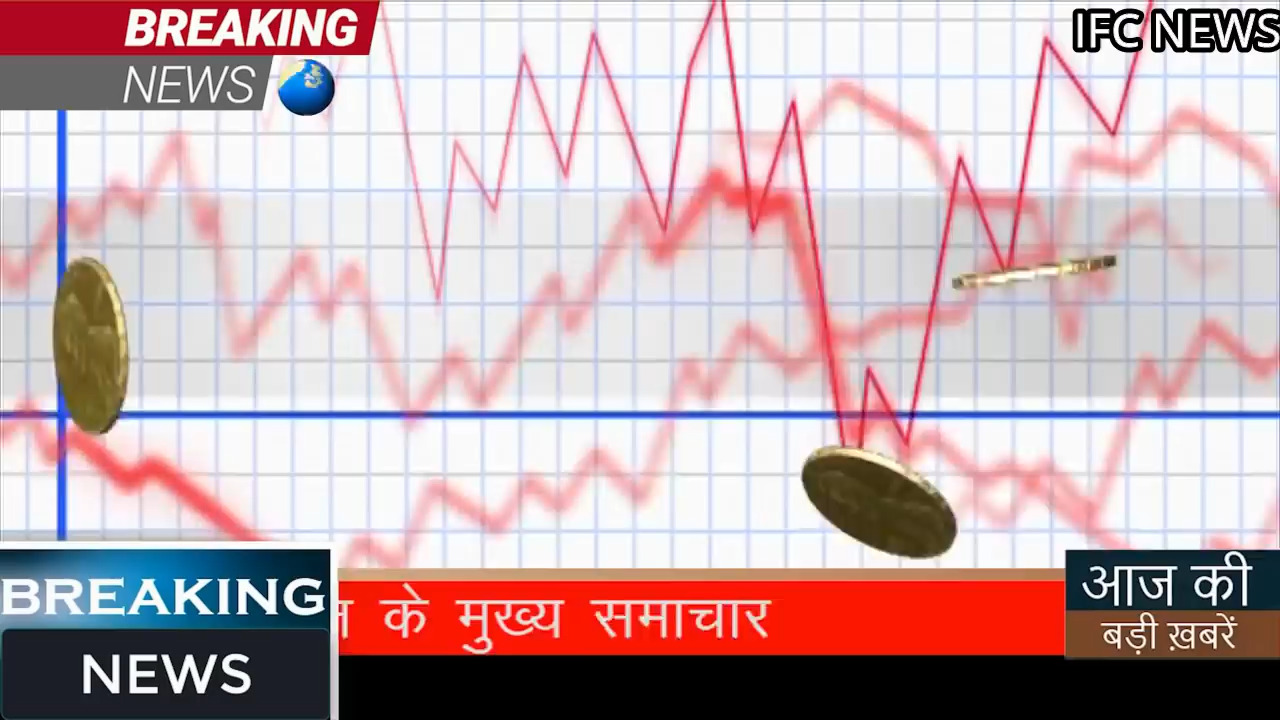 BREAKING
NEWS
IFC NEWS
BREAKING
NEWS
के मुख्य समाचार
आज की
बड़ी ख़बरें